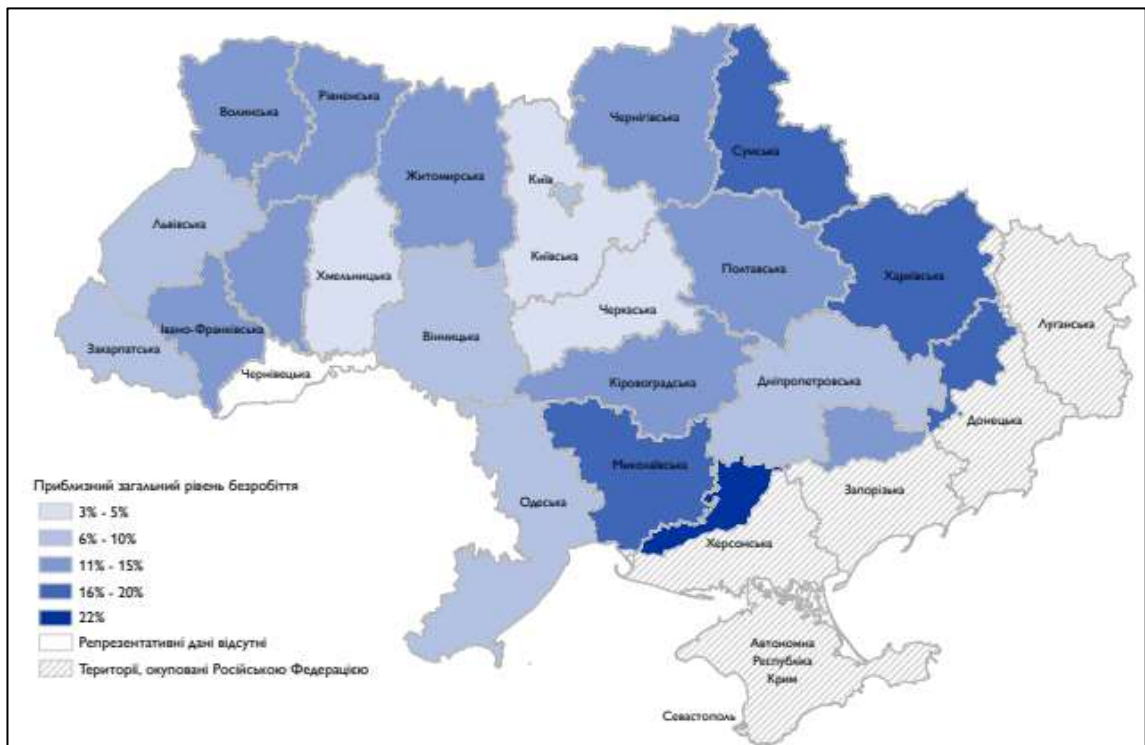 Волинська
Рівненська
Чернігівська
Сумська
Житомирська
Київ
Львівська
Хмельницька
Київська
Полтавська
Харківська
Черкаська
Луганська
Івано-Франківська
Закарпатська
Вінницька
Чернівецька
Кіровоградська
Дніпропетровська
Донецька
Миколаївська
Запорізька
Одеська
Херсонська
Автономна
Республіка
Крим
Севастополь
Приблизний загальний рівень безробіття
3% - 5%
6% - 10%
11% - 15%
16% - 20%
22%
Репрезентативні дані відсутні
Території, окуповані Російською Федерацією